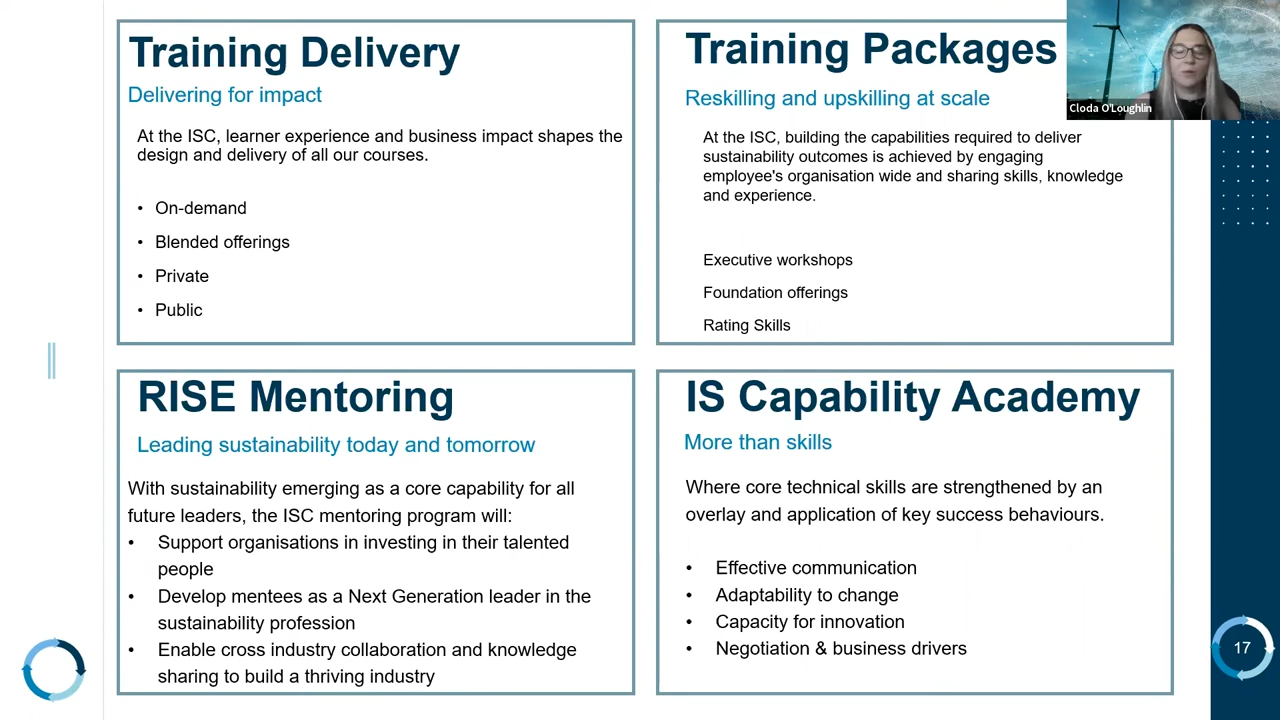 Training Delivery
Delivering for impact
At the ISC, learner experience and business impact shapes the
design and delivery of all our courses.
• On-demand
• Blended offerings
• Private
• Public
Training Packages
Reskilling and upskilling at scale
At the ISC, building the capabilities required to deliver
sustainability outcomes is achieved by engaging
employee's organisation wide and sharing skills, knowledge
and experience.
Executive workshops
Foundation offerings
Rating Skills
Cloda O'Loughlin
RISE Mentoring
Leading sustainability today and tomorrow
With sustainability emerging as a core capability for all
future leaders, the ISC mentoring program will:
• Support organisations in investing in their talented
people
• Develop mentees as a Next Generation leader in the
sustainability profession
• Enable cross industry collaboration and knowledge
sharing to build a thriving industry
IS Capability Academy
More than skills
Where core technical skills are strengthened by an
overlay and application of key success behaviours.
• Effective communication
• Adaptability to change
• Capacity for innovation
• Negotiation & business drivers
17